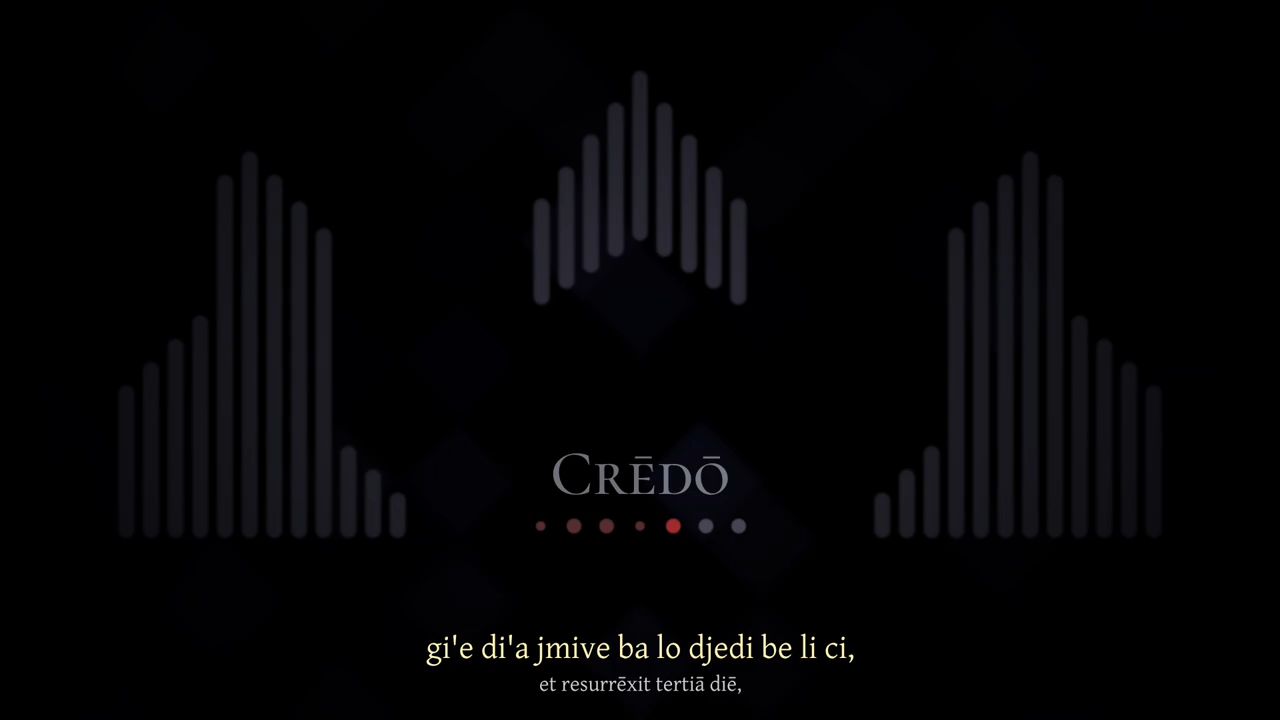 Crēdō
gi'e di'a jmive ba lo djedi be li ci,
et resurrēxit tertiā diē,